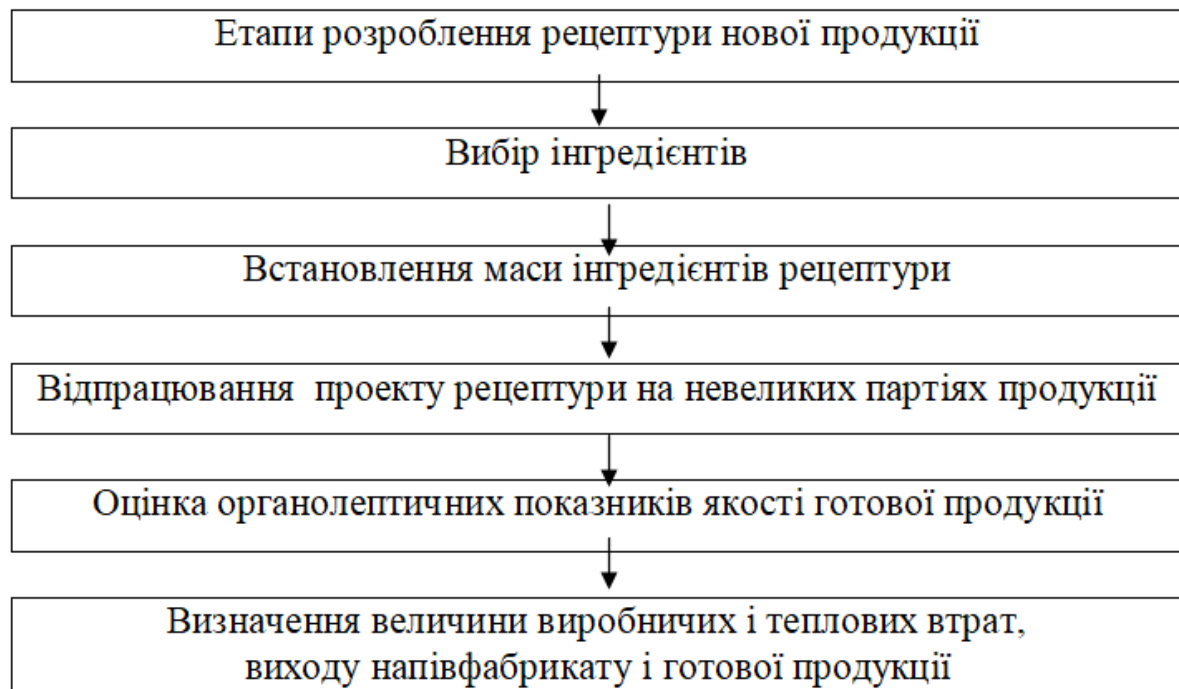 Етапи розроблення рецептури нової продукції
Вибір інгредієнтів
Встановлення маси інгредієнтів рецептури
Відпрацювання проекту рецептури на невеликих партіях продукції
Оцінка органолептичних показників якості готової продукції
Визначення величини виробничих і теплових втрат,
виходу напівфабрикату і готової продукції